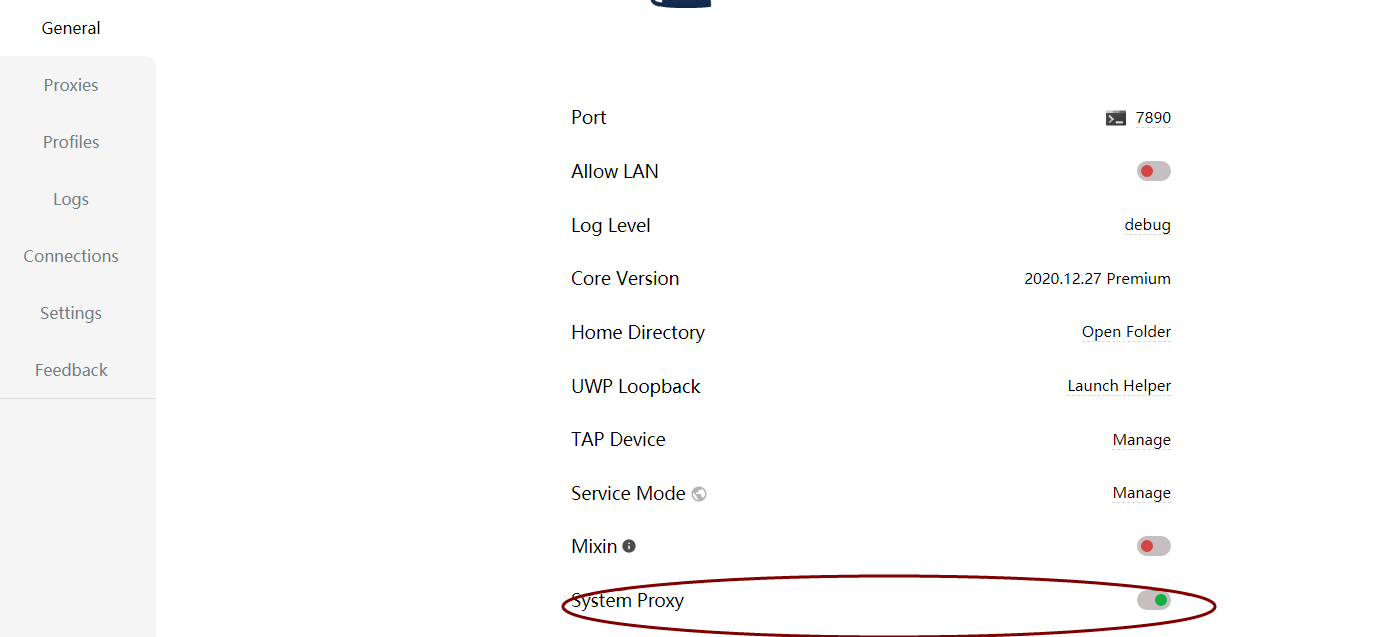 General
Proxies
Profiles
Logs
Connections
Settings
Feedback
Port 7890
Allow LAN
Log Level debug
Core Version 2020.12.27 Premium
Home Directory Open Folder
UWP Loopback Launch Helper
TAP Device Manage
Service Mode Manage
Mixin
System Proxy